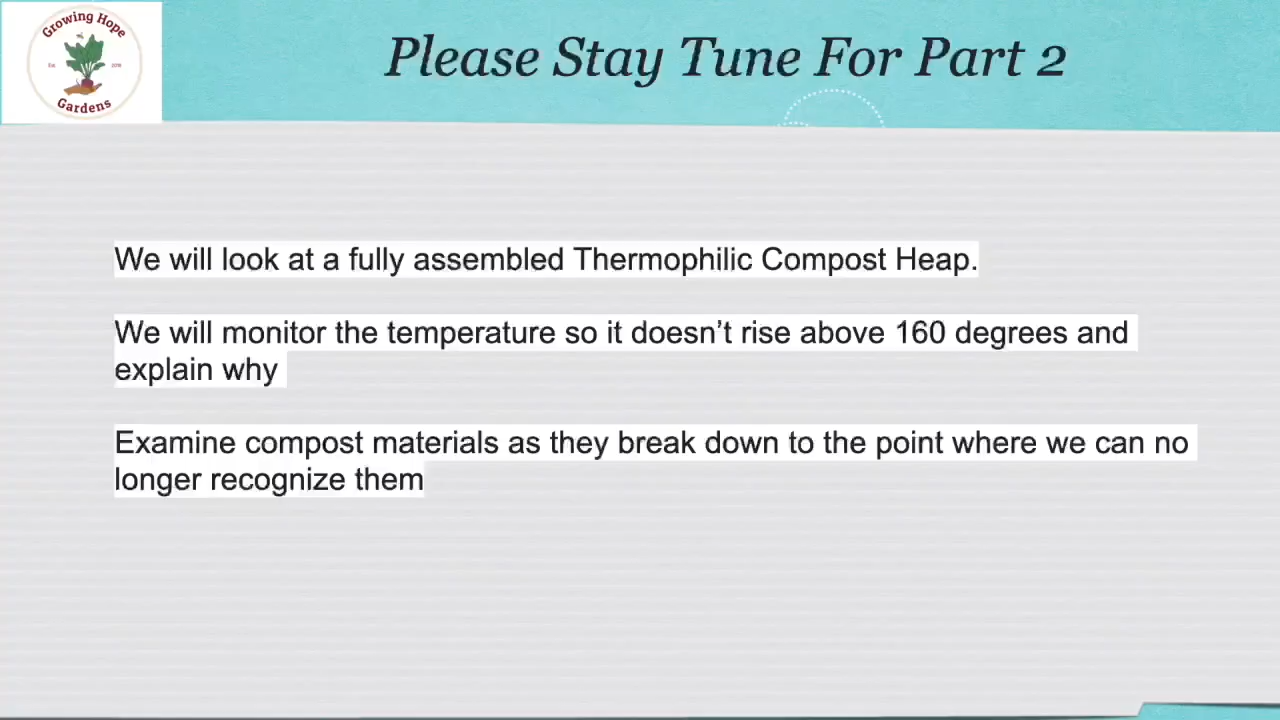 Growing Hope
Est. 2016
Gardens
Please Stay Tune For Part 2
We will look at a fully assembled Thermophilic Compost Heap.
We will monitor the temperature so it doesn’t rise above 160 degrees and
explain why
Examine compost materials as they break down to the point where we can no
longer recognize them